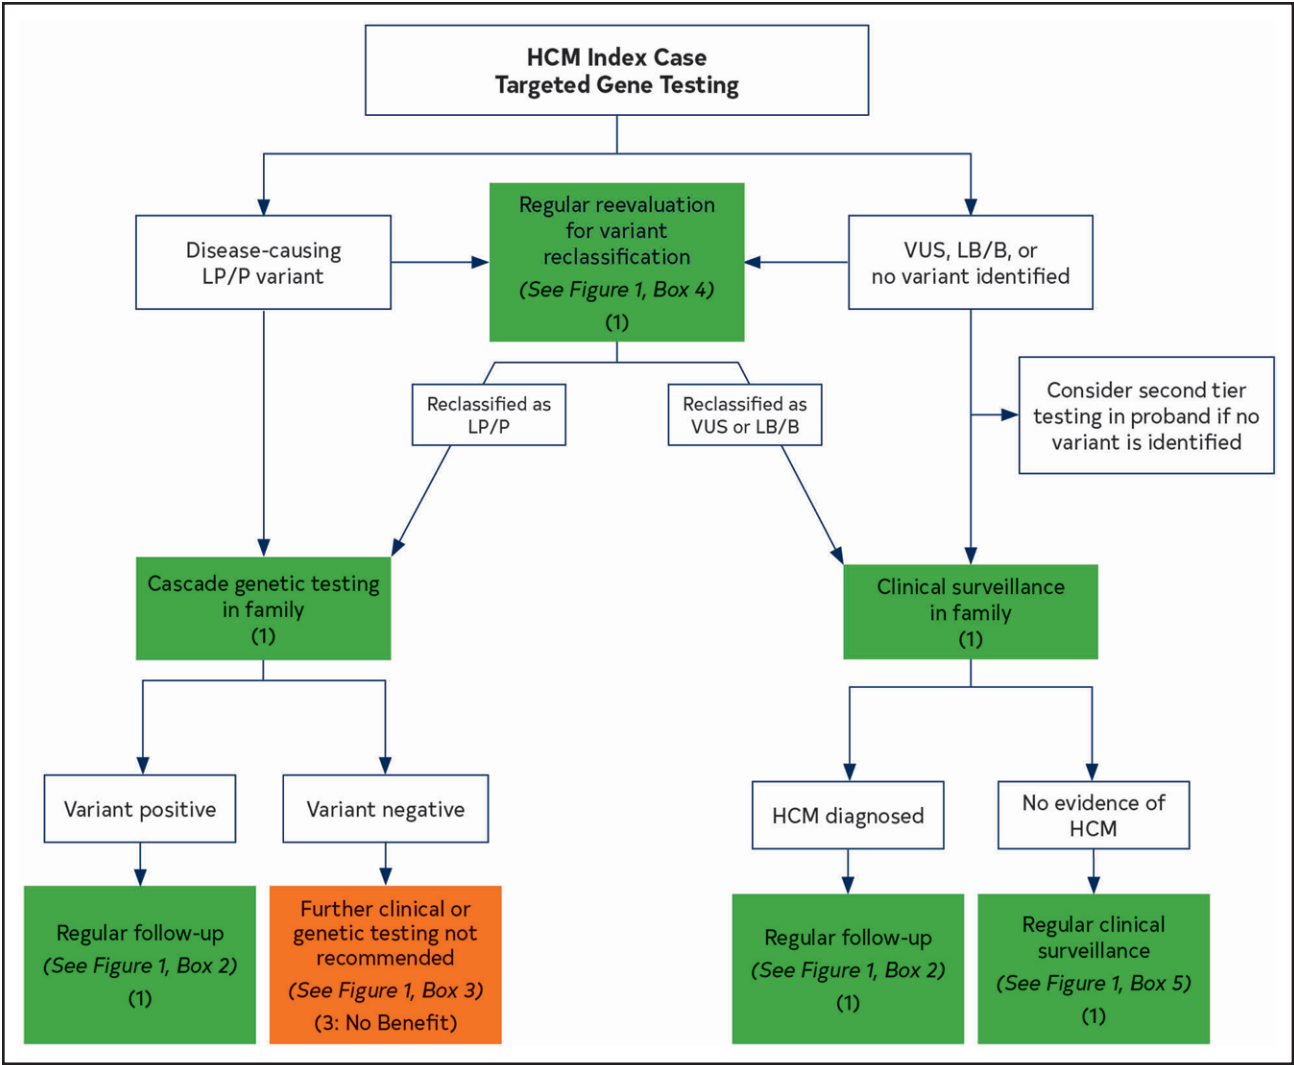 HCM Index Case
Targeted Gene Testing
Disease-causing
LP/P variant
Regular reevaluation
for variant
reclassification
(See Figure 1, Box 4)
(1)
VUS, LB/B, or
no variant identified
Reclassified as
LP/P
Reclassified as
VUS or LB/B
Consider second tier
testing in proband if no
variant is identified
Cascade genetic testing
in family
(1)
Clinical surveillance
in family
(1)
Variant positive
Variant negative
HCM diagnosed
No evidence of
HCM
Regular follow-up
(See Figure 1, Box 2)
(1)
Further clinical or
genetic testing not
recommended
(See Figure 1, Box 3)
(3: No Benefit)
Regular follow-up
(See Figure 1, Box 2)
(1)
Regular clinical
surveillance
(See Figure 1, Box 5)
(1)